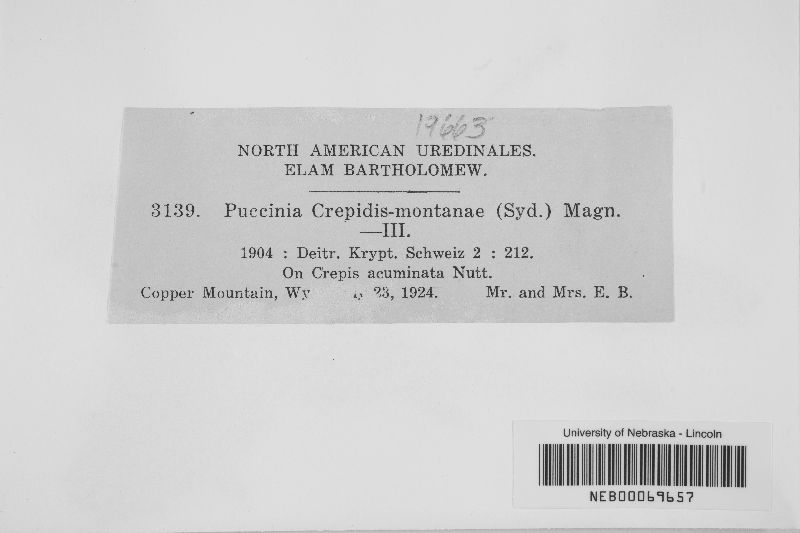 19663
NORTH AMERICAN UREDINALES.
ELAM BARTHOLOMEW.
3139. Puccinia Crepidis-montanae (Syd.) Magn.
—III.
1904 : Deitr. Krypt. Schweiz 2 : 212.
On Crepis acuminata Nutt.
Copper Mountain, Wy 23, 1924. Mr. and Mrs. E. B.
University of Nebraska - Lincoln
NEB00069657